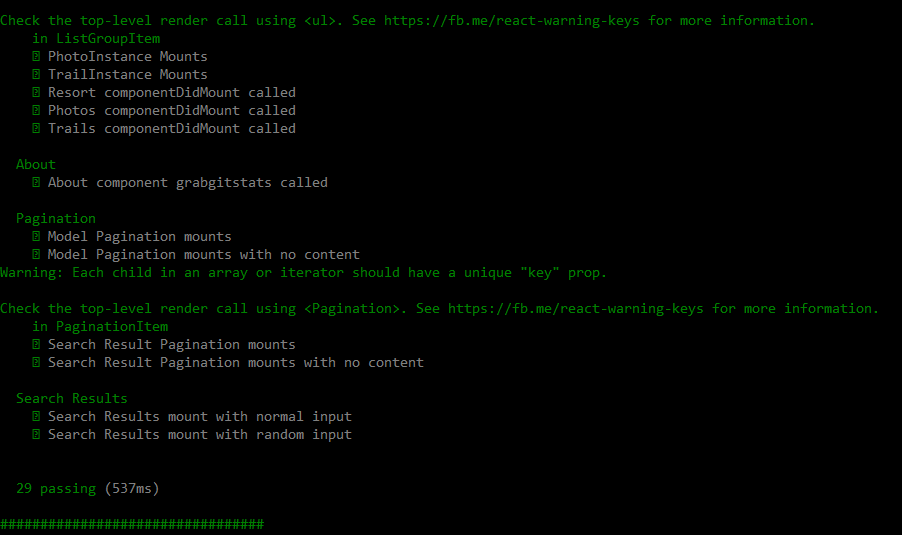 Check the top-level render call using <ul>. See https://fb.me/react-warning-keys for more information.
in ListGroupItem
PhotoInstance Mounts
TrailInstance Mounts
Resort componentDidMount called
Photos componentDidMount called
Trails componentDidMount called
About
About component grabgitstats called
Pagination
Model Pagination mounts
Model Pagination mounts with no content
Warning: Each child in an array or iterator should have a unique "key" prop.
Check the top-level render call using <Pagination>. See https://fb.me/react-warning-keys for more information.
in PaginationItem
Search Result Pagination mounts
Search Result Pagination mounts with no content
Search Results
Search Results mount with normal input
Search Results mount with random input
29 passing (537ms)
#################################